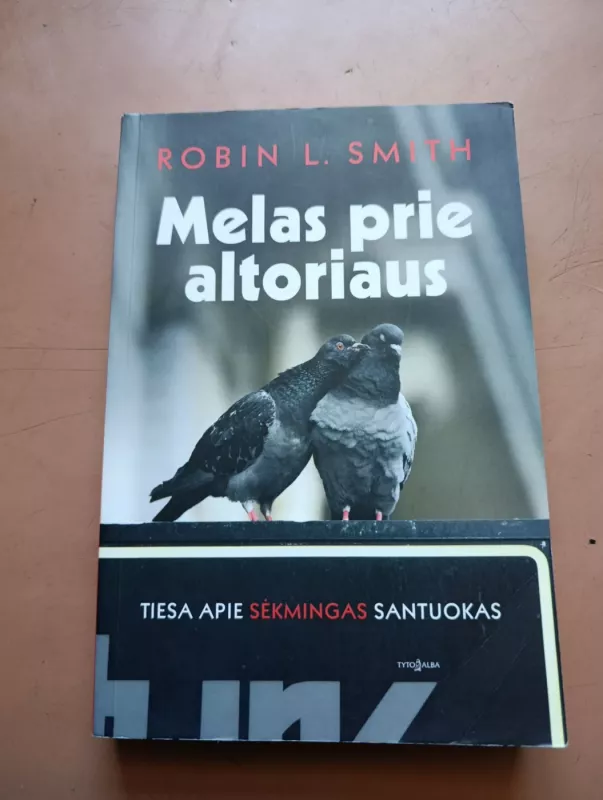 ROBIN L. SMITH
Melas prie
altoriaus
TIESA APIE SĖKMINGAS SANTUOKAS
TYTO ALBA